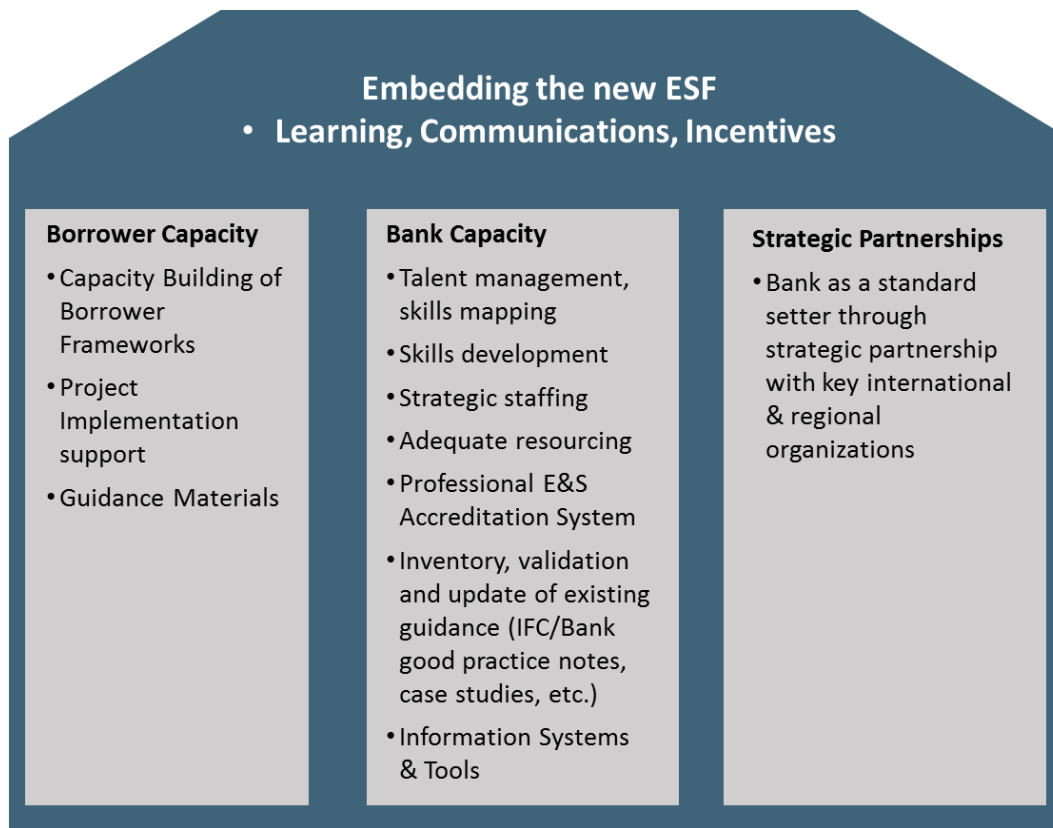 Embedding the new ESF
• Learning, Communications, Incentives
Borrower Capacity
• Capacity Building of
Borrower
Frameworks
• Project
Implementation
support
• Guidance Materials
Bank Capacity
• Talent management,
skills mapping
• Skills development
• Strategic staffing
• Adequate resourcing
• Professional E&S
Accreditation System
• Inventory, validation
and update of existing
guidance (IFC/Bank
good practice notes,
case studies, etc.)
• Information Systems
& Tools
Strategic Partnerships
• Bank as a standard
setter through
strategic partnership
with key international
& regional
organizations